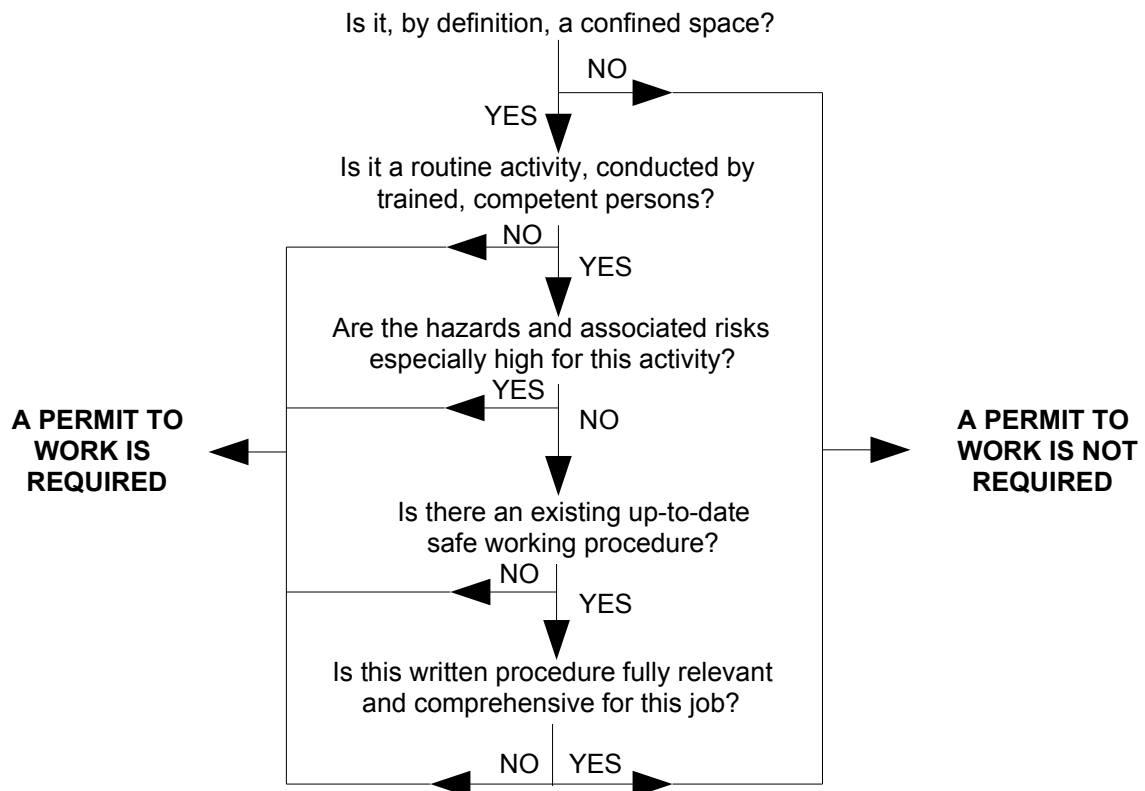 Is it, by definition, a confined space?
NO
YES
Is it a routine activity, conducted by
trained, competent persons?
NO
YES
Are the hazards and associated risks
especially high for this activity?
YES
NO
A PERMIT TO
WORK IS
REQUIRED
A PERMIT TO
WORK IS NOT
REQUIRED
Is there an existing up-to-date
safe working procedure?
NO
YES
Is this written procedure fully relevant
and comprehensive for this job?
NO
YES